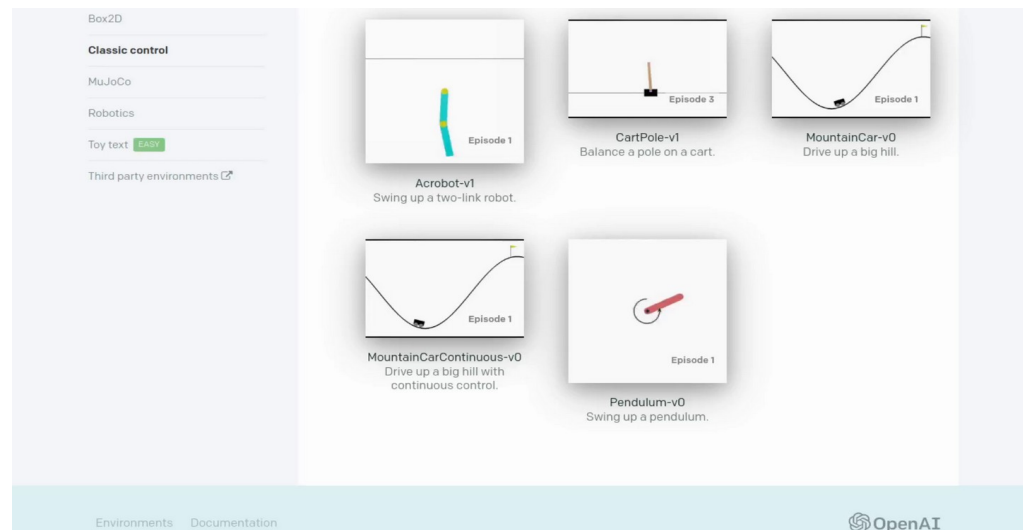 Box2D
Classic control
MuJoCo
Robotics
Toy text EASY
Third party environments
Episode 1
Acrobot-v1
Swing up a two-link robot.
Episode 3
CartPole-v1
Balance a pole on a cart.
Episode 1
MountainCar-v0
Drive up a big hill.
Episode 1
MountainCarContinuous-v0
Drive up a big hill with
continuous control.
Episode 1
Pendulum-v0
Swing up a pendulum.
Environments Documentation
OpenAI